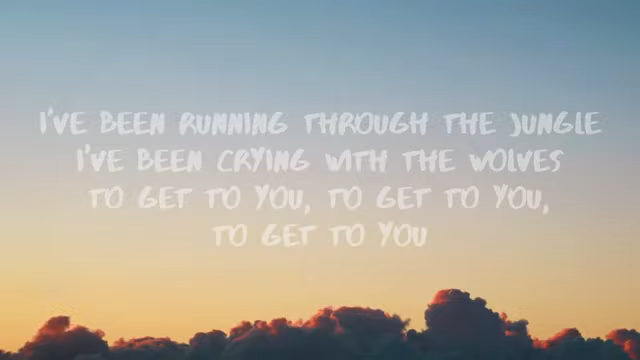 I'VE BEEN RUNNING THROUGH THE JUNGLE
I'VE BEEN CRYING WITH THE WOLVES
TO GET TO YOU, TO GET TO YOU,
TO GET TO YOU